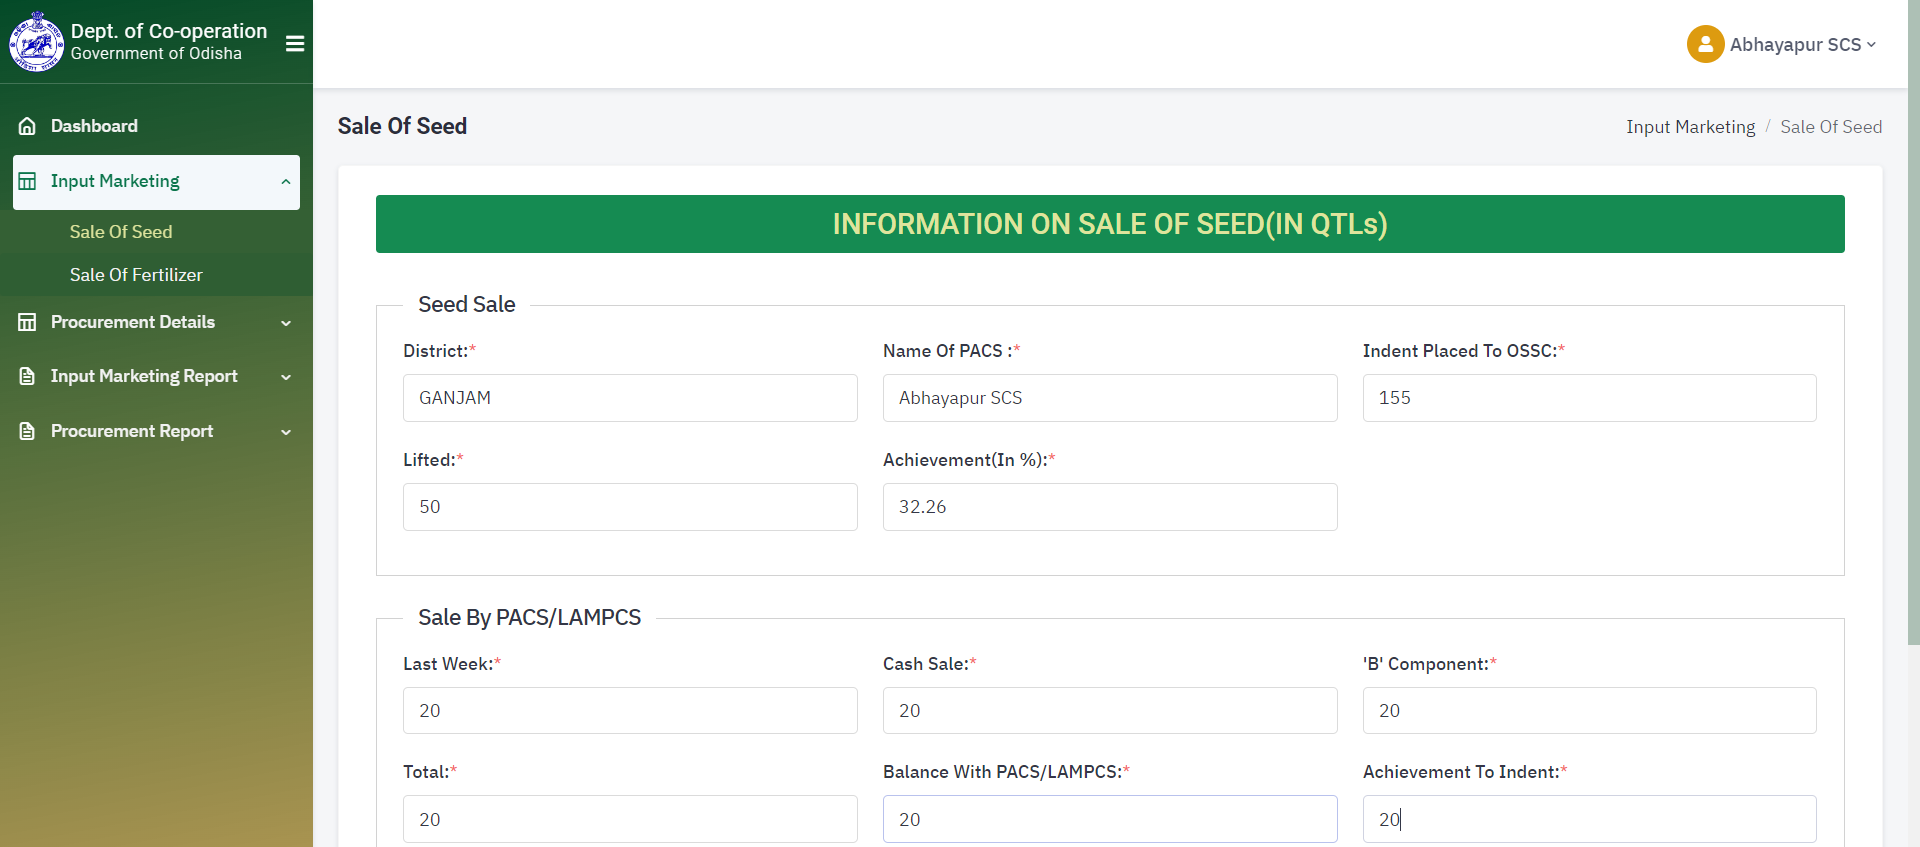 Dept. of Co-operation
Government of Odisha
Abhayapur SCS
Dashboard
Input Marketing
Sale Of Seed
Sale Of Fertilizer
Procurement Details
Input Marketing Report
Procurement Report
Sale Of Seed
Input Marketing / Sale Of Seed
INFORMATION ON SALE OF SEED(IN QTLs)
Seed Sale
District:* Name Of PACS :* Indent Placed To OSSC:*
GANJAM Abhayapur SCS 155
Lifted:* Achievement(In %):*
50 32.26
Sale By PACS/LAMPCS
Last Week:* Cash Sale:* 'B' Component:*
20 20 20
Total:* Balance With PACS/LAMPCS:* Achievement To Indent:*
20 20 20